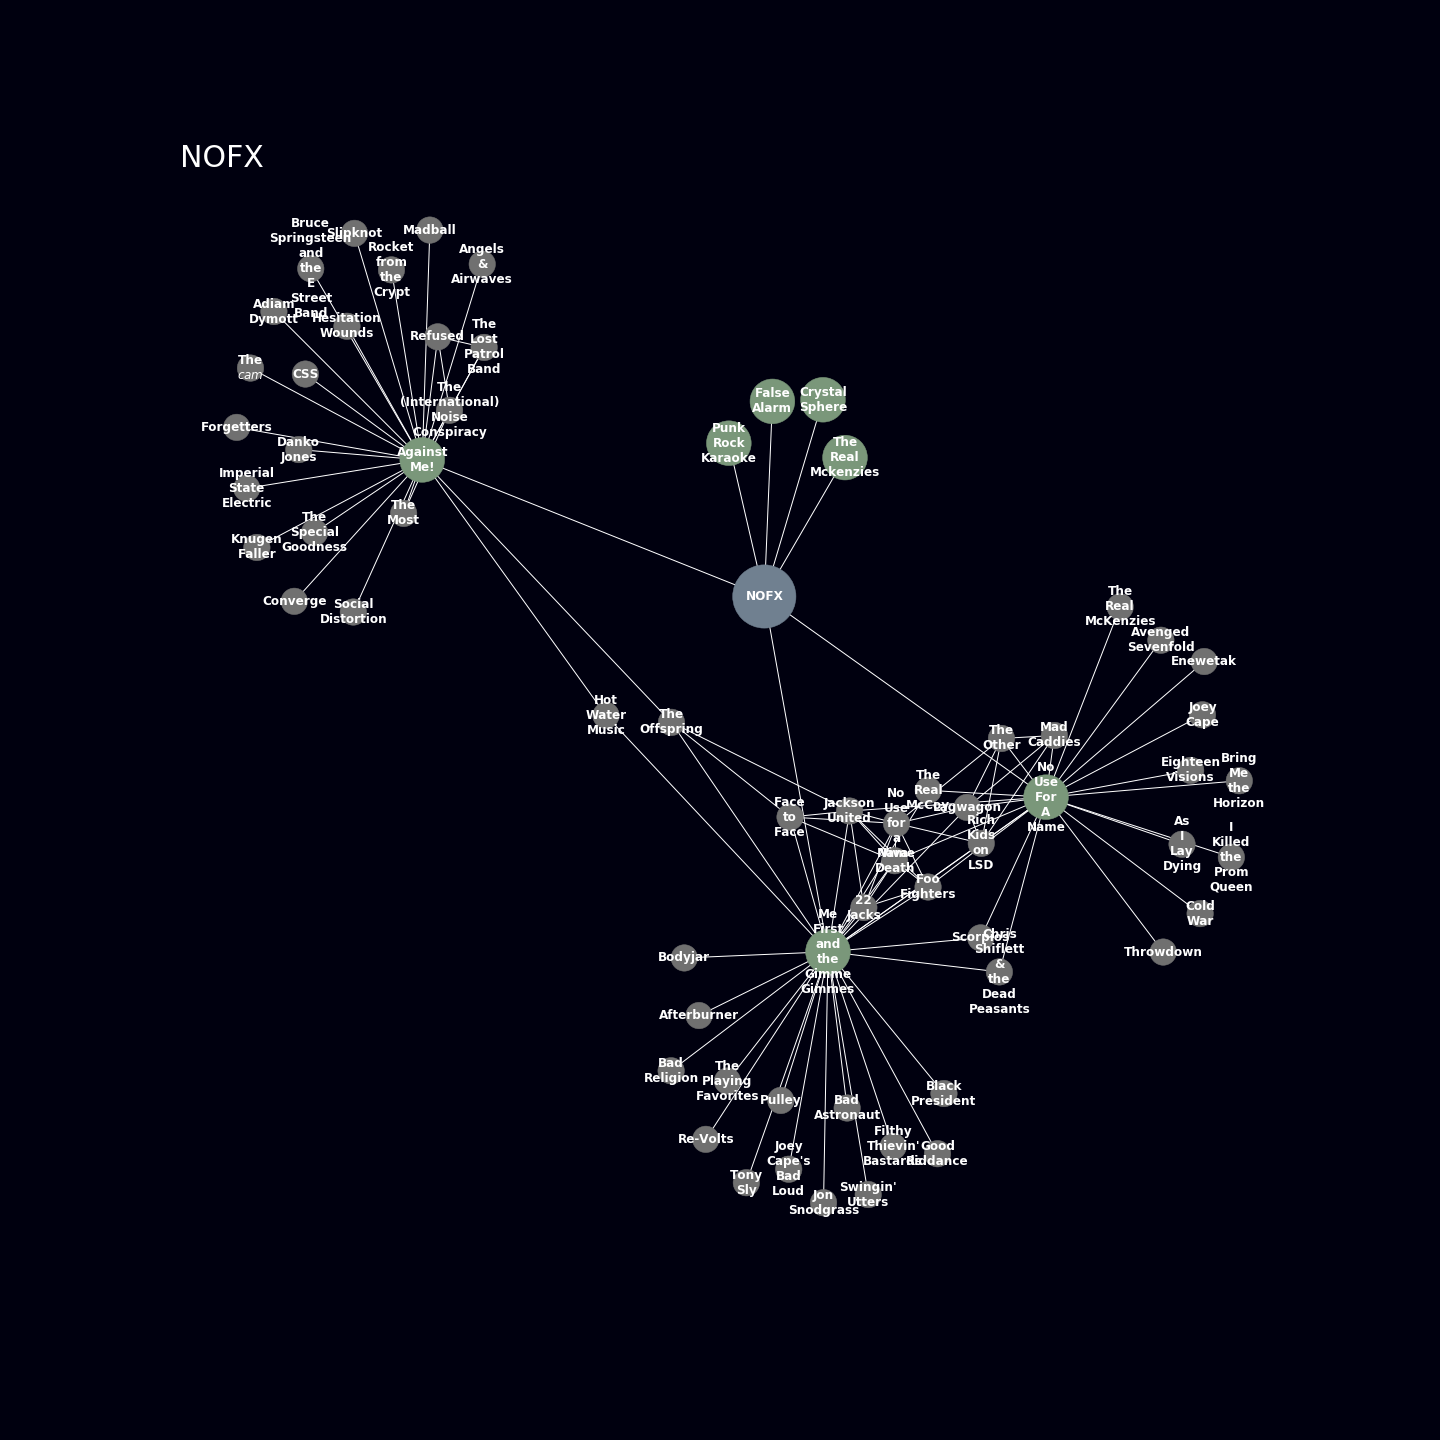 NOFX
Bruce
Springsteen
and
the
E
Street
Band
Slipknot
Madball
Rocket
from
the
Crypt
Angels
&
Airwaves
Adiam
Dymott
Hesitation
Wounds
Refused
The
Lost
Patrol
Band
The
cam
CSS
The
(International)
Noise
Conspiracy
Forgetters
Danko
Jones
Against
Me!
Imperial
State
Electric
The
Most
The
Special
Goodness
Knugen
Faller
Converge
Social
Distortion
False
Alarm
Crystal
Sphere
Punk
Rock
Karaoke
The
Real
Mckenzies
NOFX
The
Real
McKenzies
Avenged
Sevenfold
Enewetak
Joey
Cape
Eighteen
Visions
Bring
Me
the
Horizon
As
I
Lay
Dying
I
Killed
the
Prom
Queen
Cold
War
Throwdown
Hot
Water
Music
The
Offspring
The
Other
Mad
Caddies
No
Use
For
A
Name
The
Real
McCoy
Lagwagon
Rich
Kids
on
LSD
Face
to
Face
Jackson
United
No
Use
for
a
Name
Death
Foo
Fighters
22
Jacks
Me
First
and
the
Gimme
Gimmes
Scorpios
Chris
Shiflett
&
the
Dead
Peasants
Bodyjar
Afterburner
Bad
Religion
The
Playing
Favorites
Pulley
Bad
Astronaut
Black
President
Re-Volts
Filthy
Thievin'
Bastards
Good
Riddance
Joey
Cape's
Bad
Loud
Tony
Sly
Jon
Snodgrass
Swingin'
Utters